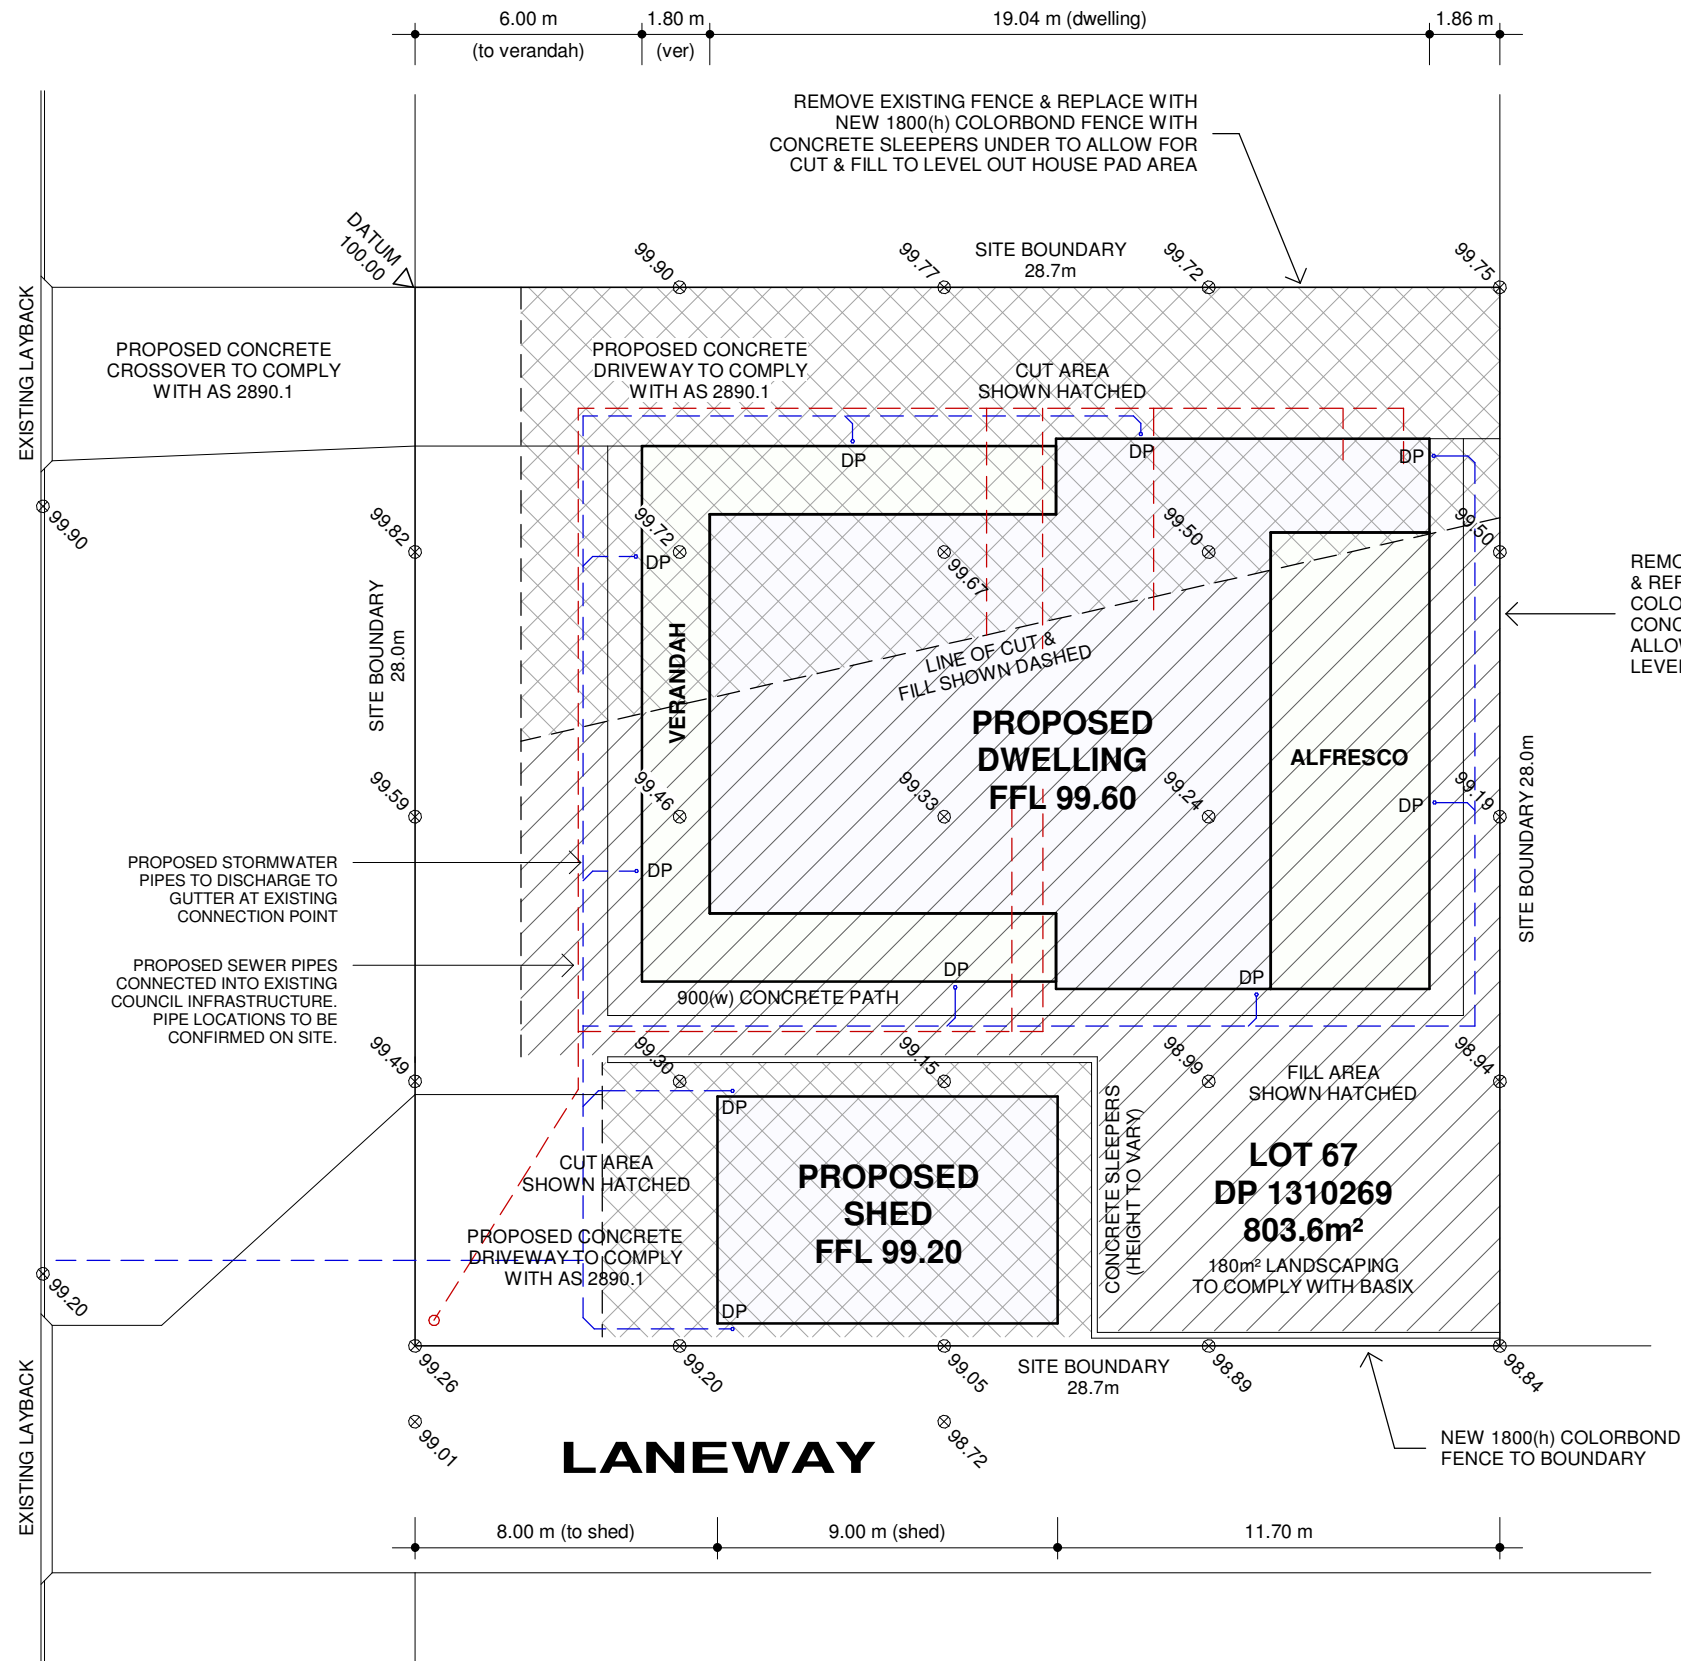 6.00 m
(to verandah)
1.80 m
(ver)
19.04 m (dwelling)
1.86 m
REMOVE EXISTING FENCE & REPLACE WITH
NEW 1800(h) COLORBOND FENCE WITH
CONCRETE SLEEPERS UNDER TO ALLOW FOR
CUT & FILL TO LEVEL OUT HOUSE PAD AREA
DATUM
100.00
99.90
99.77
SITE BOUNDARY
28.7m
99.72
99.75
EXISTING LAYBACK
PROPOSED CONCRETE
CROSSOVER TO COMPLY
WITH AS 2890.1
PROPOSED CONCRETE
DRIVEWAY TO COMPLY
WITH AS 2890.1
CUT AREA
SHOWN HATCHED
DP
DP
DP
99.90
99.82
99.72
DP
99.67
99.50
99.50
SITE BOUNDARY
28.0m
VERANDAH
LINE OF CUT &
FILL SHOWN DASHED
REMO
& REP
COLO
CONC
ALLOW
LEVEL
PROPOSED
DWELLING
FFL 99.60
ALFRESCO
99.59
99.46
99.33
99.24
99.19
DP
SITE BOUNDARY 28.0m
PROPOSED STORMWATER
PIPES TO DISCHARGE TO
GUTTER AT EXISTING
CONNECTION POINT
DP
PROPOSED SEWER PIPES
CONNECTED INTO EXISTING
COUNCIL INFRASTRUCTURE.
PIPE LOCATIONS TO BE
CONFIRMED ON SITE.
DP
DP
900(w) CONCRETE PATH
99.49
99.30
99.15
98.99
98.94
FILL AREA
SHOWN HATCHED
DP
CONCRETE SLEEPERS
(HEIGHT TO VARY)
CUT AREA
SHOWN HATCHED
PROPOSED
SHED
FFL 99.20
LOT 67
DP 1310269
803.6m²
180m² LANDSCAPING
TO COMPLY WITH BASIX
PROPOSED CONCRETE
DRIVEWAY TO COMPLY
WITH AS 2890.1
DP
99.20
99.26
99.20
99.05
SITE BOUNDARY
28.7m
98.89
98.84
EXISTING LAYBACK
99.01
LANEWAY
98.72
NEW 1800(h) COLORBOND
FENCE TO BOUNDARY
8.00 m (to shed)
9.00 m (shed)
11.70 m